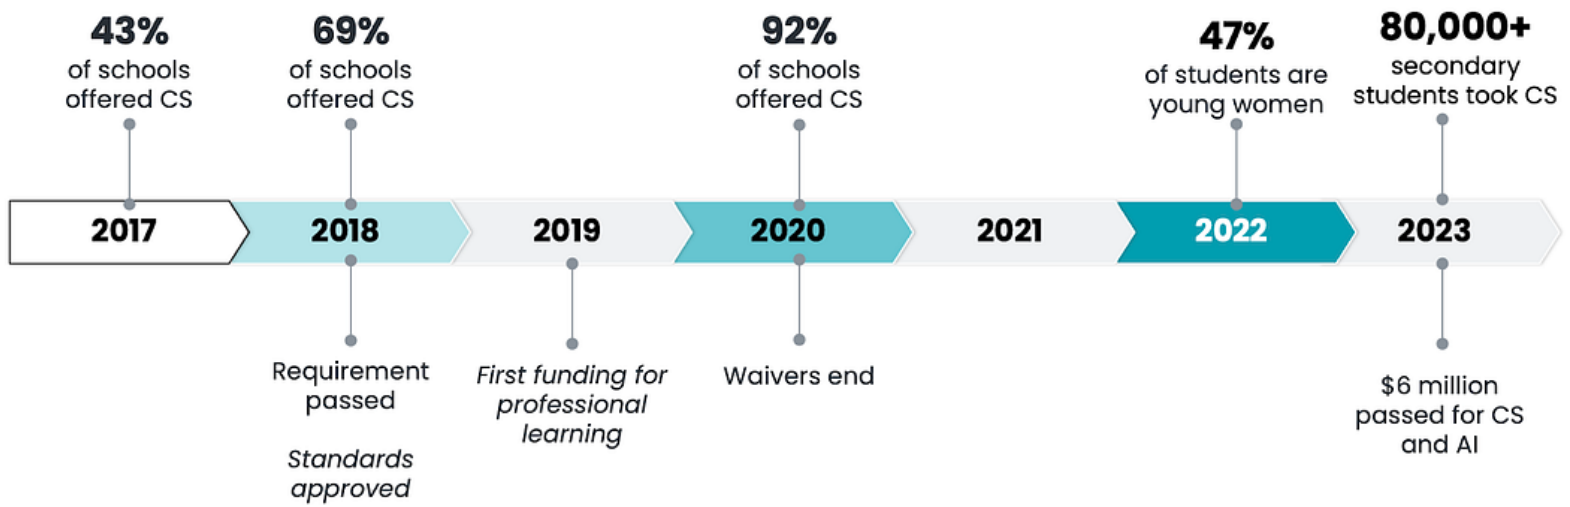 43%
of schools
offered CS
69%
of schools
offered CS
92%
of schools
offered CS
47%
of students are
young women
80,000+
secondary
students took CS
2017
2018
2019
2020
2021
2022
2023
Requirement
passed
Standards
approved
First funding for
professional
learning
Waivers end
$6 million
passed for CS
and AI